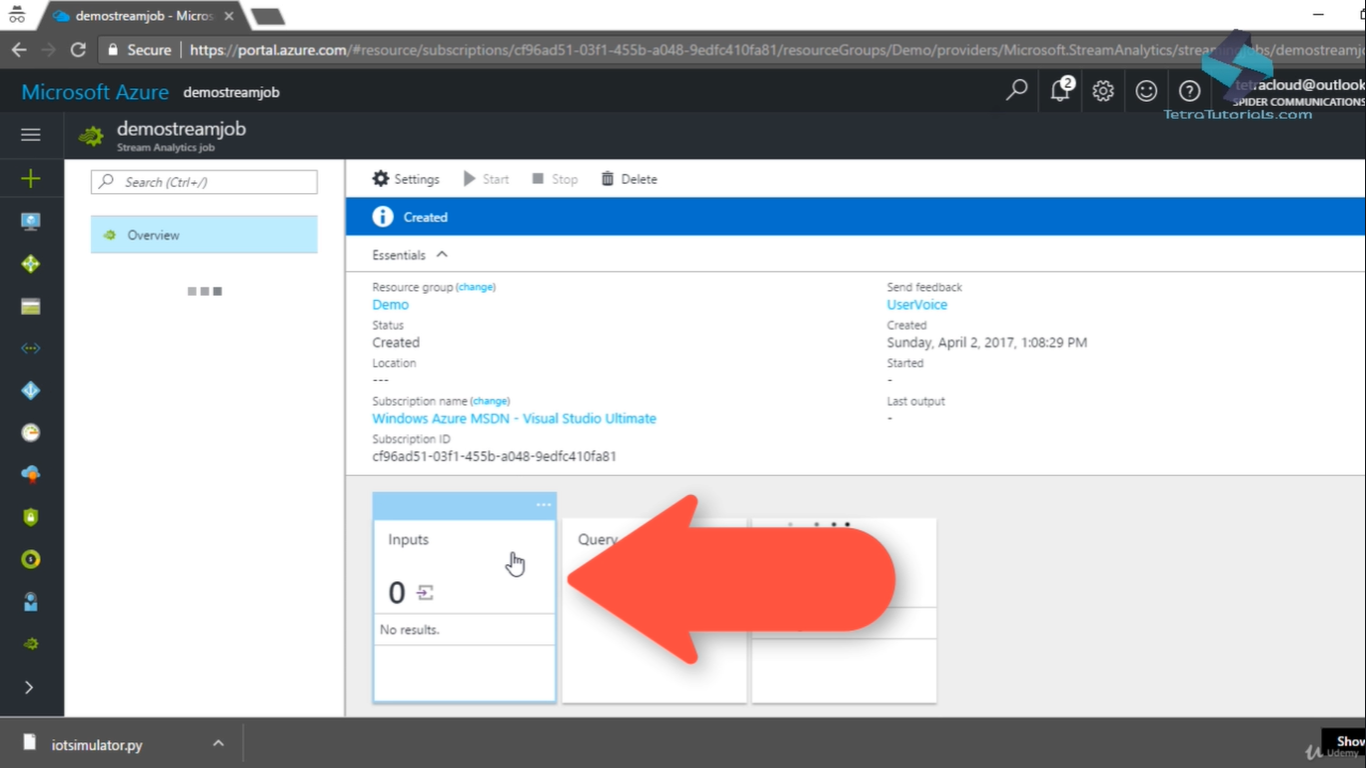 demostreamjob - Micros
Secure
https://portal.azure.com/#resource/subscriptions/cf96ad51-03f1-455b-a048-9edfc410fa81/resourceGroups/Demo/providers/Microsoft.StreamAnalytics/streamingjobs/demostreamjo
Microsoft Azure demostreamjob
2
tetracloud@outlook
SPIDER COMMUNICATIONS
TetraTutorials.com
demostreamjob
Stream Analytics job
Search (Ctrl+/)
Overview
Settings Start Stop Delete
Created
Essentials
Resource group (change)
Demo
Status
Created
Location
---
Subscription name (change)
Windows Azure MSDN - Visual Studio Ultimate
Subscription ID
cf96ad51-03f1-455b-a048-9edfc410fa81
Send feedback
UserVoice
Created
Sunday, April 2, 2017, 1:08:29 PM
Started
-
Last output
-
Inputs
0
No results.
Query
iotsimulator.py
Show
Udemy